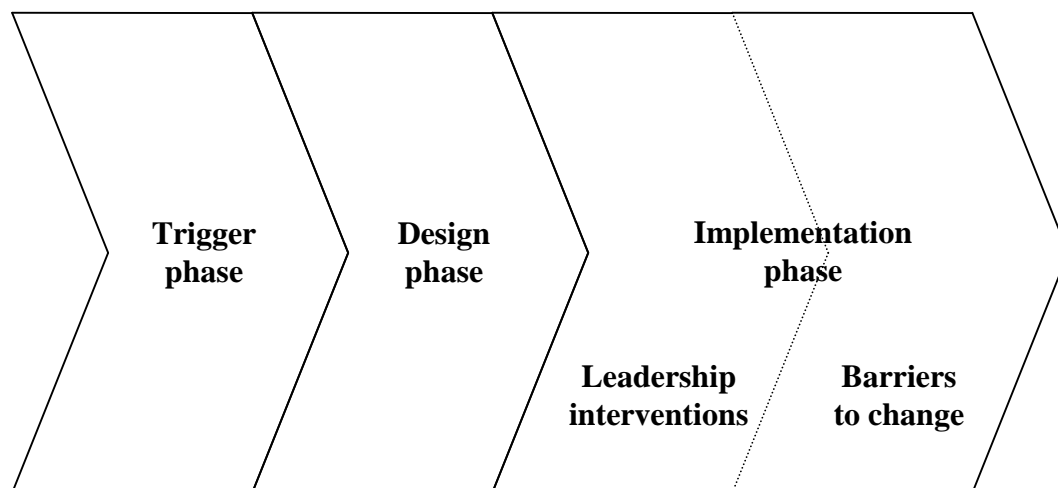 Trigger
phase
Design
phase
Implementation
phase
Leadership
interventions
Barriers
to change